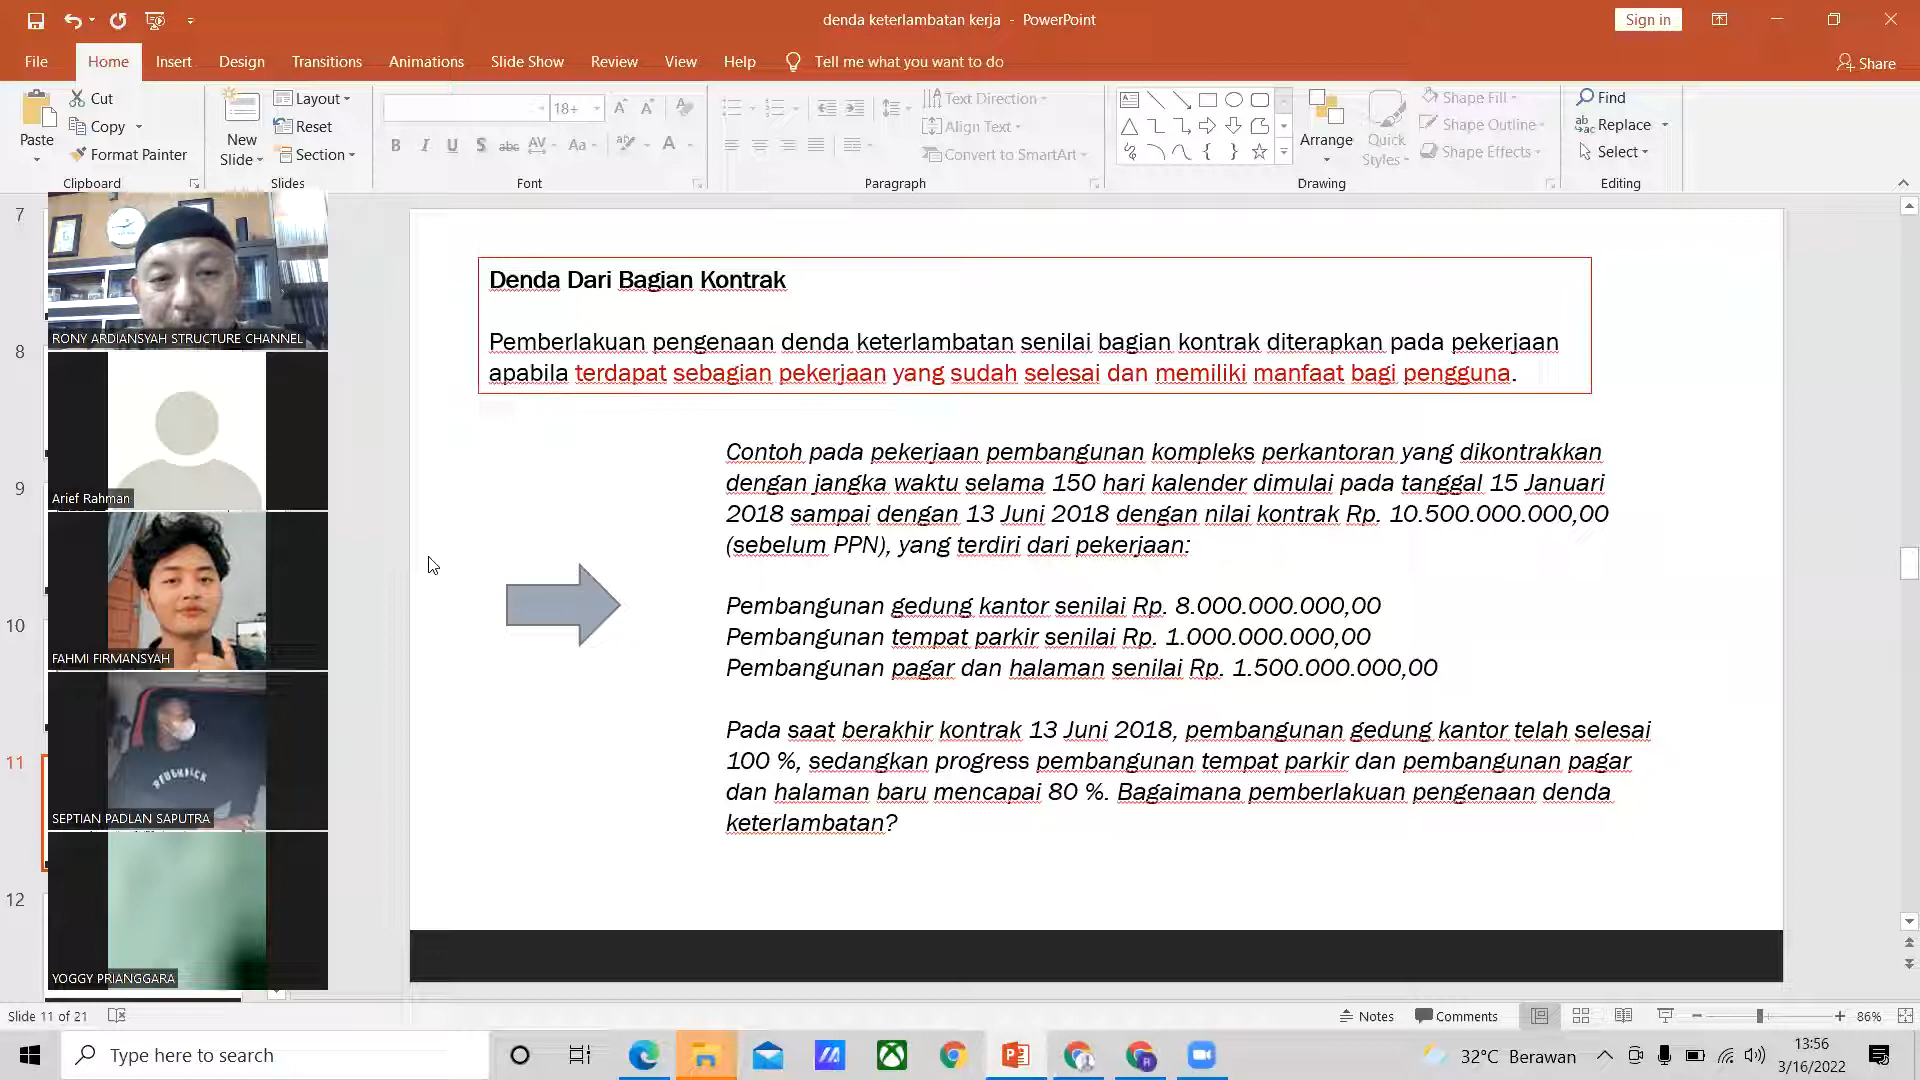 denda keterlambatan kerja - PowerPoint
Sign in
File Home Insert Design Transitions Animations Slide Show Review View Help Tell me what you want to do
Share
Paste
Cut
Copy
Format Painter
Clipboard
New Slide
Layout
Reset
Section
Slides
18+
Font
Text Direction
Align Text
Convert to SmartArt
Paragraph
Arrange
Quick Styles
Shape Fill
Shape Outline
Shape Effects
Drawing
Find
Replace
Select
Editing
7
8
9
10
11
12
RONY ARDIANSYAH STRUCTURE CHANNEL
Arief Rahman
FAHMI FIRMANSYAH
SEPTIAN PADLAN SAPUTRA
YOGGY PRIANGGARA
Denda Dari Bagian Kontrak
Pemberlakuan pengenaan denda keterlambatan senilai bagian kontrak diterapkan pada pekerjaan
apabila terdapat sebagian pekerjaan yang sudah selesai dan memiliki manfaat bagi pengguna.
Contoh pada pekerjaan pembangunan kompleks perkantoran yang dikontrakkan
dengan jangka waktu selama 150 hari kalender dimulai pada tanggal 15 Januari
2018 sampai dengan 13 Juni 2018 dengan nilai kontrak Rp. 10.500.000.000,00
(sebelum PPN), yang terdiri dari pekerjaan:
Pembangunan gedung kantor senilai Rp. 8.000.000.000,00
Pembangunan tempat parkir senilai Rp. 1.000.000.000,00
Pembangunan pagar dan halaman senilai Rp. 1.500.000.000,00
Pada saat berakhir kontrak 13 Juni 2018, pembangunan gedung kantor telah selesai
100 %, sedangkan progress pembangunan tempat parkir dan pembangunan pagar
dan halaman baru mencapai 80 %. Bagaimana pemberlakuan pengenaan denda
keterlambatan?
Slide 11 of 21
Notes
Comments
86%
Type here to search
32°C Berawan
13:56
3/16/2022